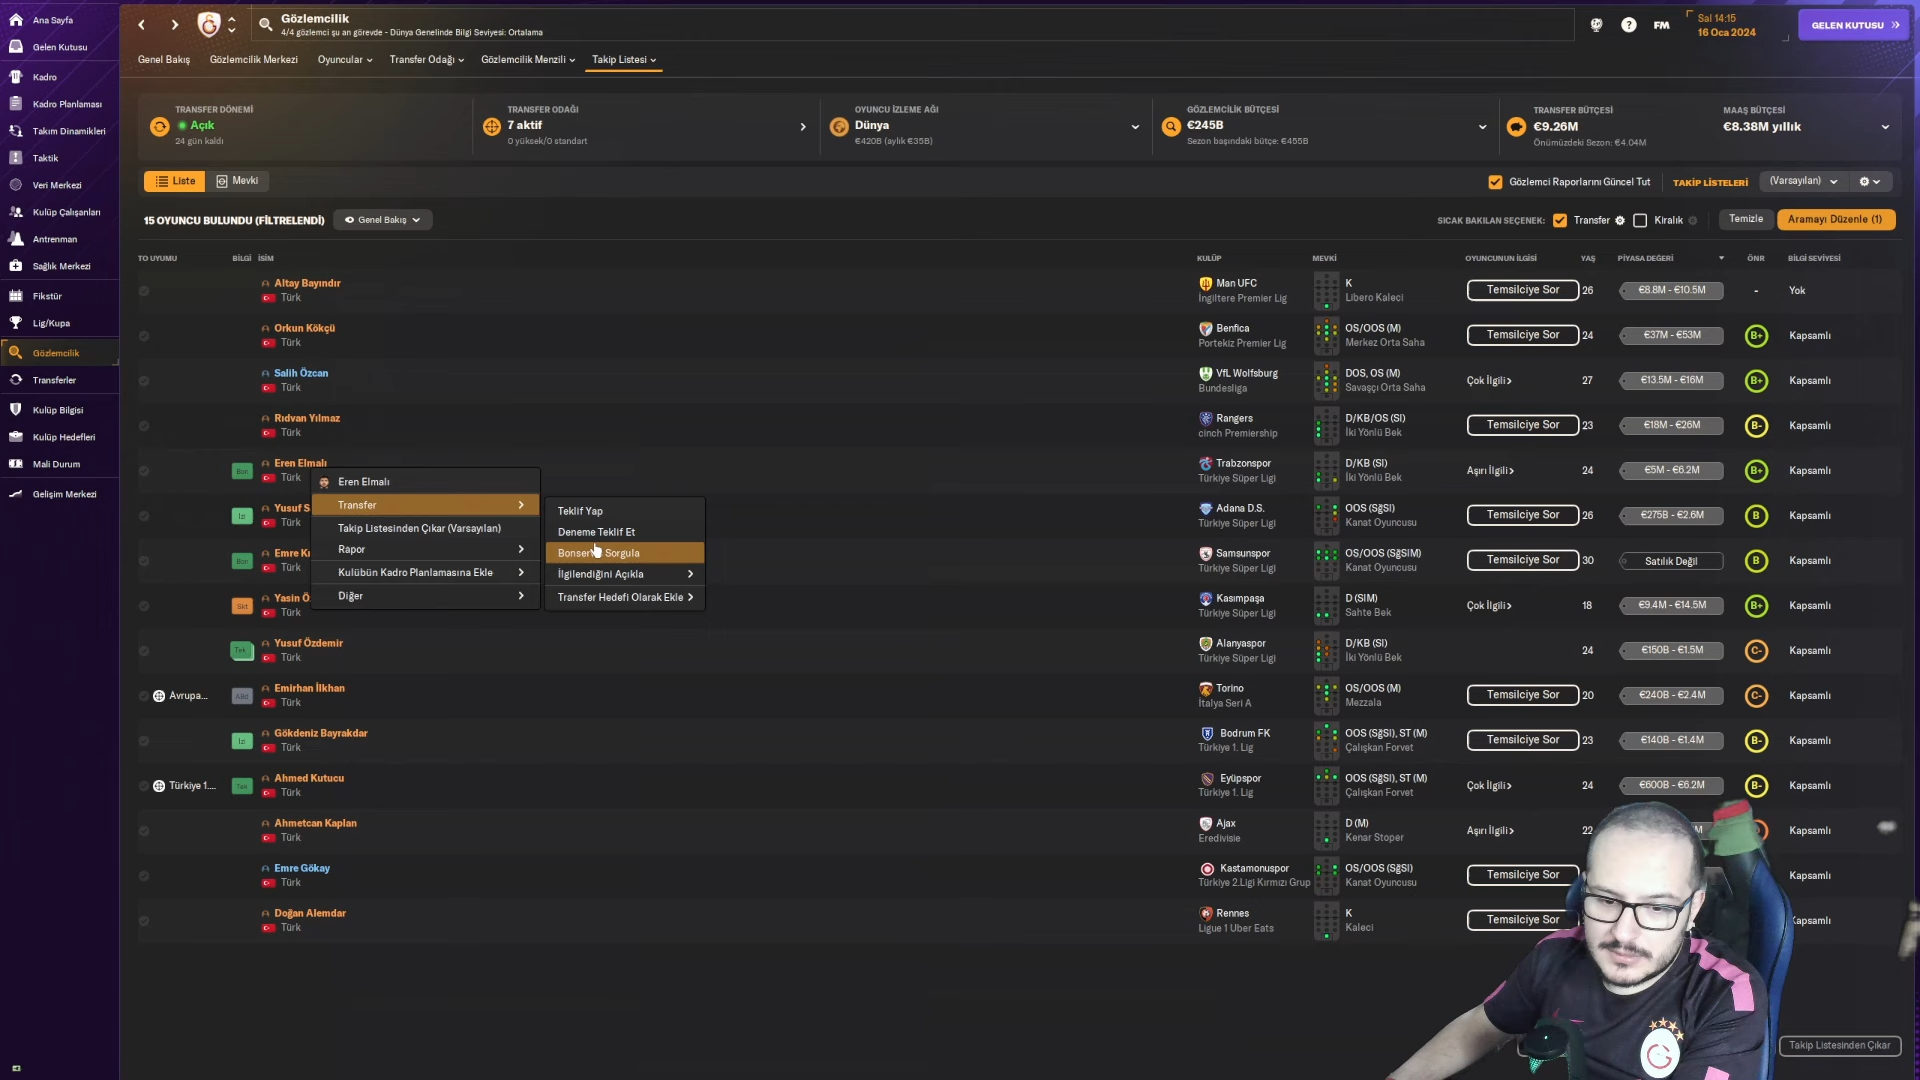 Ana Sayfa
Gelen Kutusu
Kadro
Kadro Planlaması
Takım Dinamikleri
Taktik
Veri Merkezi
Kulüp Çalışanları
Antrenman
Sağlık Merkezi
Fikstür
Lig/Kupa
Gözlemcilik
Transferler
Kulüp Bilgisi
Kulüp Hedefleri
Mali Durum
Gelişim Merkezi
Gözlemcilik
4/4 gözlemci şu an görevde - Dünya Genelinde Bilgi Seviyesi: Ortalama
FM
Sal 14:15
16 Oca 2024
GELEN KUTUSU
Genel Bakış Gözlemcilik Merkezi Oyuncular Transfer Odağı Gözlemcilik Menzili Takip Listesi
TRANSFER DÖNEMİ
Açık
24 gün kaldı
TRANSFER ODAĞI
7 aktif
0 yüksek/0 standart
OYUNCU İZLEME AĞI
Dünya
€420B (aylık €35B)
GÖZLEMCİLİK BÜTÇESİ
€245B
Sezon başındaki bütçe: €455B
TRANSFER BÜTÇESİ
€9.26M
Önümüzdeki Sezon: €4.04M
MAAŞ BÜTÇESİ
€8.38M yıllık
Liste Mevki
Gözlemci Raporlarını Güncel Tut TAKİP LİSTELERİ (Varsayılan)
15 OYUNCU BULUNDU (FİLTRELENDİ) Genel Bakış
SICAK BAKILAN SEÇENEK: Transfer Kiralık Temizle Aramayı Düzenle (1)
TO UYUMU BİLGİ İSİM KULÜP MEVKİ OYUNCUNUN İLGİSİ YAŞ PİYASA DEĞERİ ÖNR BİLGİ SEVİYESİ
Altay Bayındır Man UFC K
Türk İngiltere Premier Lig Libero Kaleci
Temsilciye Sor 26 €8.8M - €10.5M - Yok
Orkun Kökçü Benfica OS/OOS (M)
Türk Portekiz Premier Lig Merkez Orta Saha
Temsilciye Sor 24 €37M - €53M B+ Kapsamlı
Salih Özcan VfL Wolfsburg DOS, OS (M)
Türk Bundesliga Savaşçı Orta Saha
Çok İlgili 27 €13.5M - €16M B+ Kapsamlı
Rıdvan Yılmaz Rangers D/KB/OS (Sl)
Türk cinch Premiership İki Yönlü Bek
Temsilciye Sor 23 €18M - €26M B- Kapsamlı
Eren Elmalı Trabzonspor D/KB (Sl)
Bon Türk Türkiye Süper Ligi İki Yönlü Bek
Aşırı İlgili 24 €5M - €6.2M B+ Kapsamlı
Yusuf S Adana D.S. OOS (SğSl)
İzl Türk Türkiye Süper Ligi Kanat Oyuncusu
Temsilciye Sor 26 €275B - €2.6M B Kapsamlı
Emre Kı Samsunspor OS/OOS (SğSlM)
Bon Türk Türkiye Süper Ligi Kanat Oyuncusu
Temsilciye Sor 30 Satılık Değil B Kapsamlı
Yasin Ö Kasımpaşa D (SlM)
Skt Türk Türkiye Süper Ligi Sahte Bek
Çok İlgili 18 €9.4M - €14.5M B+ Kapsamlı
Yusuf Özdemir Alanyaspor D/KB (Sl)
Tek Türk Türkiye Süper Ligi İki Yönlü Bek
24 €150B - €1.5M C- Kapsamlı
Emirhan İlkhan Torino OS/OOS (M)
Avrupa... Türk İtalya Seri A Mezzala
Temsilciye Sor 20 €240B - €2.4M C- Kapsamlı
Gökdeniz Bayrakdar Bodrum FK OOS (SğSl), ST (M)
İzl Türk Türkiye 1. Lig Çalışkan Forvet
Temsilciye Sor 23 €140B - €1.4M B- Kapsamlı
Ahmed Kutucu Eyüpspor OOS (SğSl), ST (M)
Türkiye 1.... Tek Türk Türkiye 1. Lig Çalışkan Forvet
Çok İlgili 24 €600B - €6.2M B- Kapsamlı
Ahmetcan Kaplan Ajax D (M)
Türk Eredivisie Kenar Stoper
Aşırı İlgili 22 Kapsamlı
Emre Gökay Kastamonuspor OS/OOS (SğSl)
Türk Türkiye 2.Ligi Kırmızı Grup Kanat Oyuncusu
Temsilciye Sor Kapsamlı
Doğan Alemdar Rennes K
Türk Ligue 1 Uber Eats Kaleci
Temsilciye Sor Kapsamlı
Eren Elmalı
Transfer
Takip Listesinden Çıkar (Varsayılan)
Rapor
Kulübün Kadro Planlamasına Ekle
Diğer
Teklif Yap
Deneme Teklif Et
Sorgula
İlgilendiğini Açıkla
Transfer Hedefi Olarak Ekle
Takip Listesinden Çıkar